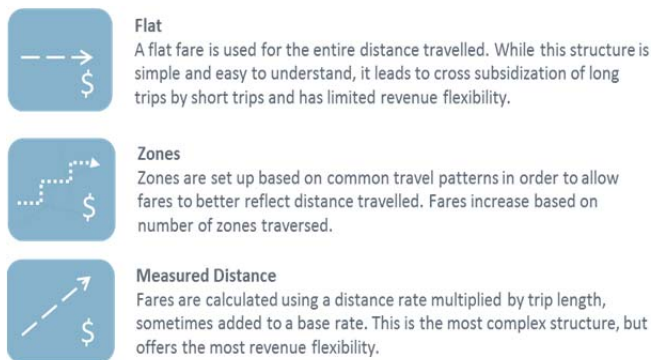 Flat
A flat fare is used for the entire distance travelled. While this structure is
simple and easy to understand, it leads to cross subsidization of long
trips by short trips and has limited revenue flexibility.
$
Zones
Zones are set up based on common travel patterns in order to allow
fares to better reflect distance travelled. Fares increase based on
number of zones traversed.
$
Measured Distance
Fares are calculated using a distance rate multiplied by trip length,
sometimes added to a base rate. This is the most complex structure, but
offers the most revenue flexibility.
$